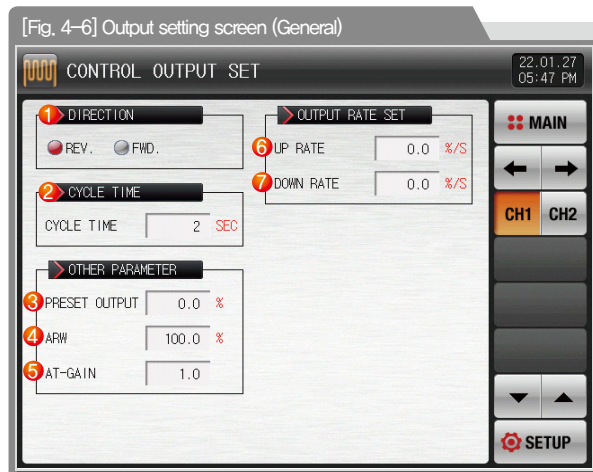 [Fig. 4-6] Output setting screen (General)
CONTROL OUTPUT SET
22.01.27
05:47 PM
1 DIRECTION
REV. FWD.
2 CYCLE TIME
CYCLE TIME 2 SEC
OTHER PARAMETER
3 PRESET OUTPUT 0.0 %
4 ARW 100.0 %
5 AT-GAIN 1.0
OUTPUT RATE SET
6 UP RATE 0.0 %/S
7 DOWN RATE 0.0 %/S
MAIN
CH1 CH2
SETUP